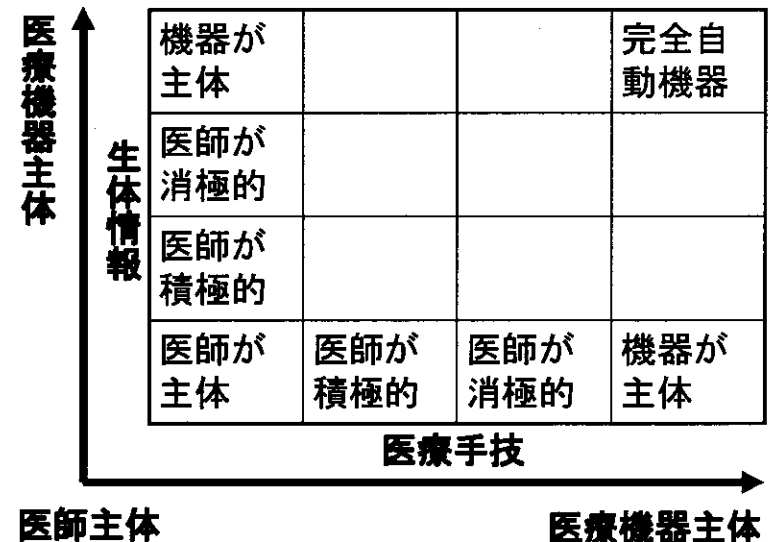 医療機器主体
生体情報
機器が
主体
完全自
動機器
医師が
消極的
医師が
積極的
医師が
主体
医師が
積極的
医師が
消極的
機器が
主体
医療手技
医師主体
医療機器主体